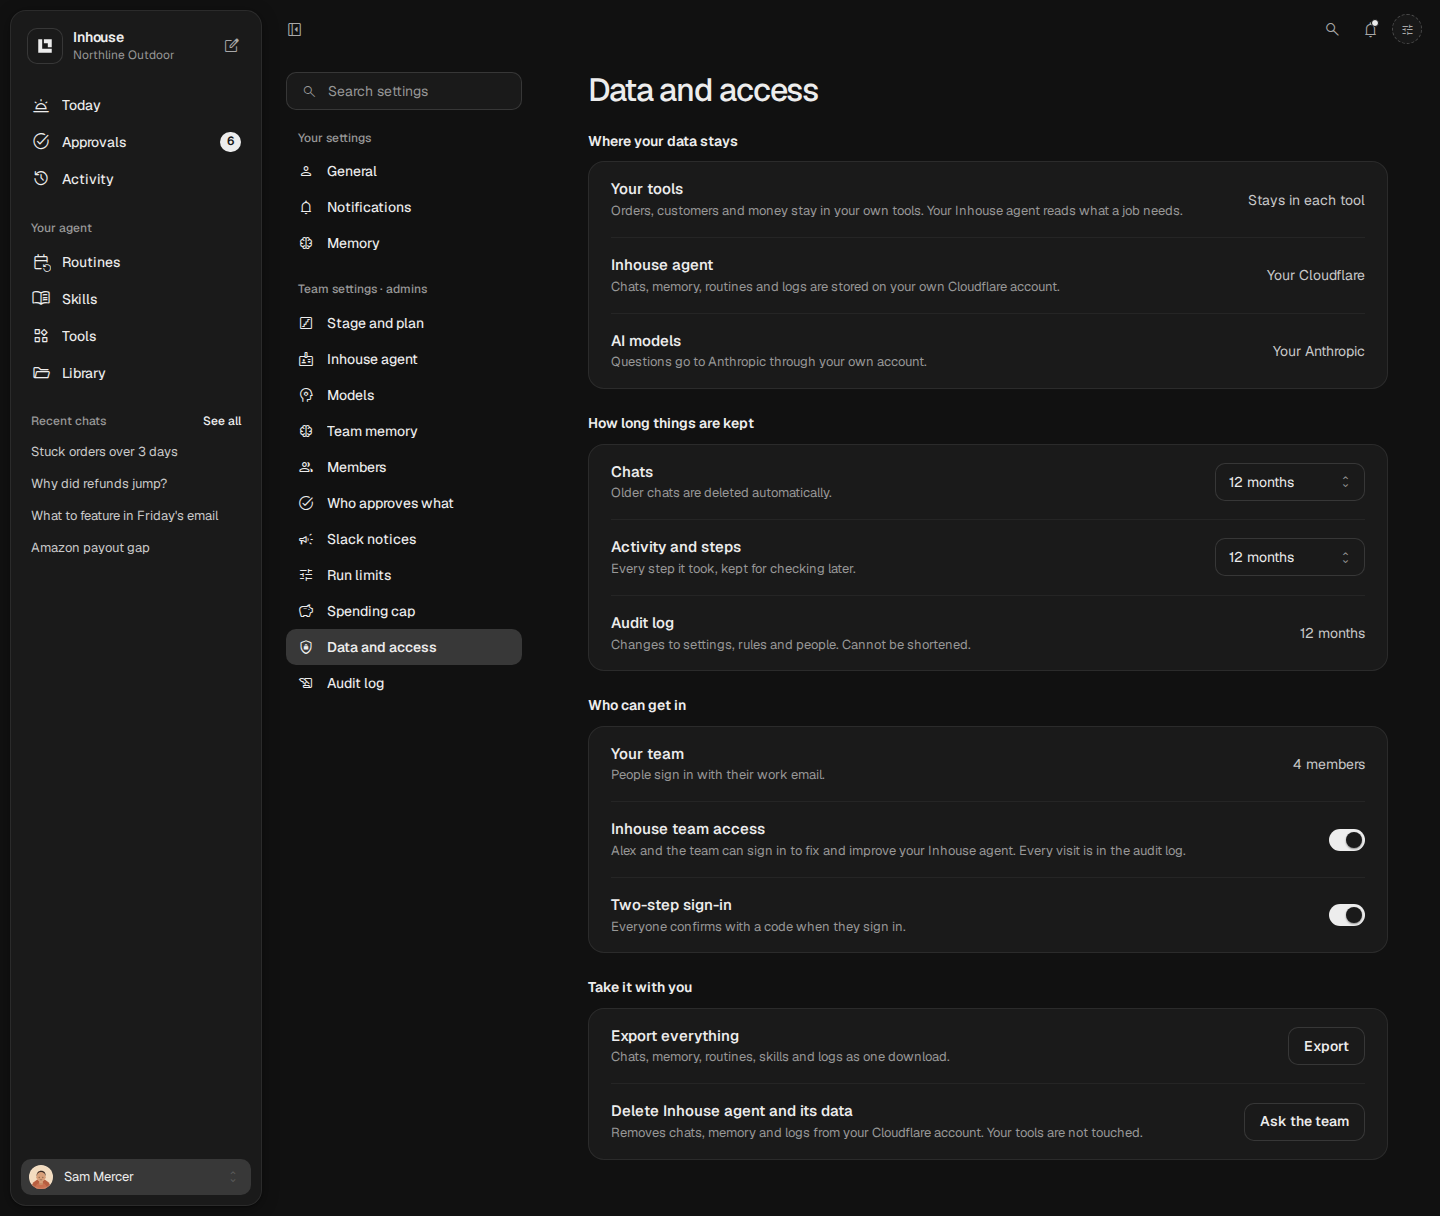 Inhouse
Northline Outdoor
Today
Approvals
6
Activity
Your agent
Routines
Skills
Tools
Library
Recent chats
See all
Stuck orders over 3 days
Why did refunds jump?
What to feature in Friday's email
Amazon payout gap
Sam Mercer
Search settings
Your settings
General
Notifications
Memory
Team settings · admins
Stage and plan
Inhouse agent
Models
Team memory
Members
Who approves what
Slack notices
Run limits
Spending cap
Data and access
Audit log
Data and access
Where your data stays
Your tools
Orders, customers and money stay in your own tools. Your Inhouse agent reads what a job needs.
Stays in each tool
Inhouse agent
Chats, memory, routines and logs are stored on your own Cloudflare account.
Your Cloudflare
AI models
Questions go to Anthropic through your own account.
Your Anthropic
How long things are kept
Chats
Older chats are deleted automatically.
12 months
Activity and steps
Every step it took, kept for checking later.
12 months
Audit log
Changes to settings, rules and people. Cannot be shortened.
12 months
Who can get in
Your team
People sign in with their work email.
4 members
Inhouse team access
Alex and the team can sign in to fix and improve your Inhouse agent. Every visit is in the audit log.
Two-step sign-in
Everyone confirms with a code when they sign in.
Take it with you
Export everything
Chats, memory, routines, skills and logs as one download.
Export
Delete Inhouse agent and its data
Removes chats, memory and logs from your Cloudflare account. Your tools are not touched.
Ask the team